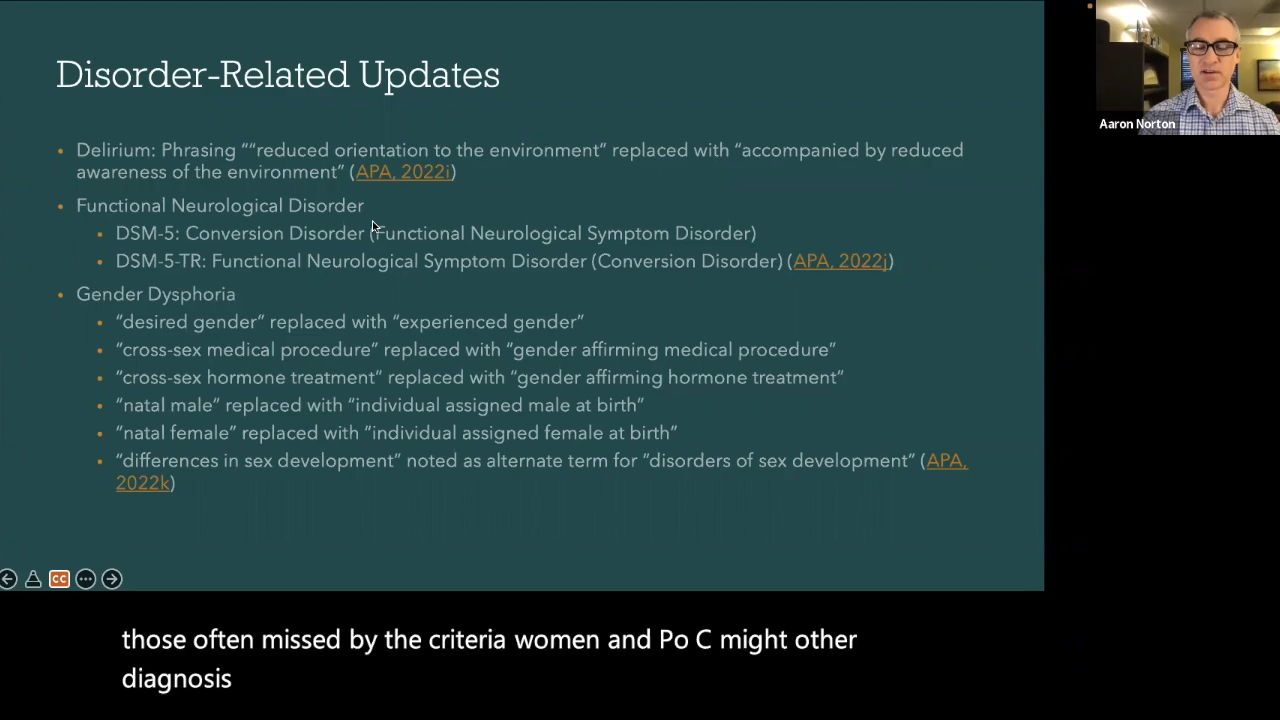 Disorder-Related Updates
Aaron Norton
• Delirium: Phrasing ““reduced orientation to the environment” replaced with “accompanied by reduced
awareness of the environment” (APA, 2022i)
• Functional Neurological Disorder
• DSM-5: Conversion Disorder (Functional Neurological Symptom Disorder)
• DSM-5-TR: Functional Neurological Symptom Disorder (Conversion Disorder) (APA, 2022j)
• Gender Dysphoria
• “desired gender” replaced with “experienced gender”
• “cross-sex medical procedure” replaced with “gender affirming medical procedure”
• “cross-sex hormone treatment” replaced with “gender affirming hormone treatment”
• “natal male” replaced with “individual assigned male at birth”
• “natal female” replaced with “individual assigned female at birth”
• “differences in sex development” noted as alternate term for “disorders of sex development” (APA,
2022k)
CC
those often missed by the criteria women and Po C might other
diagnosis